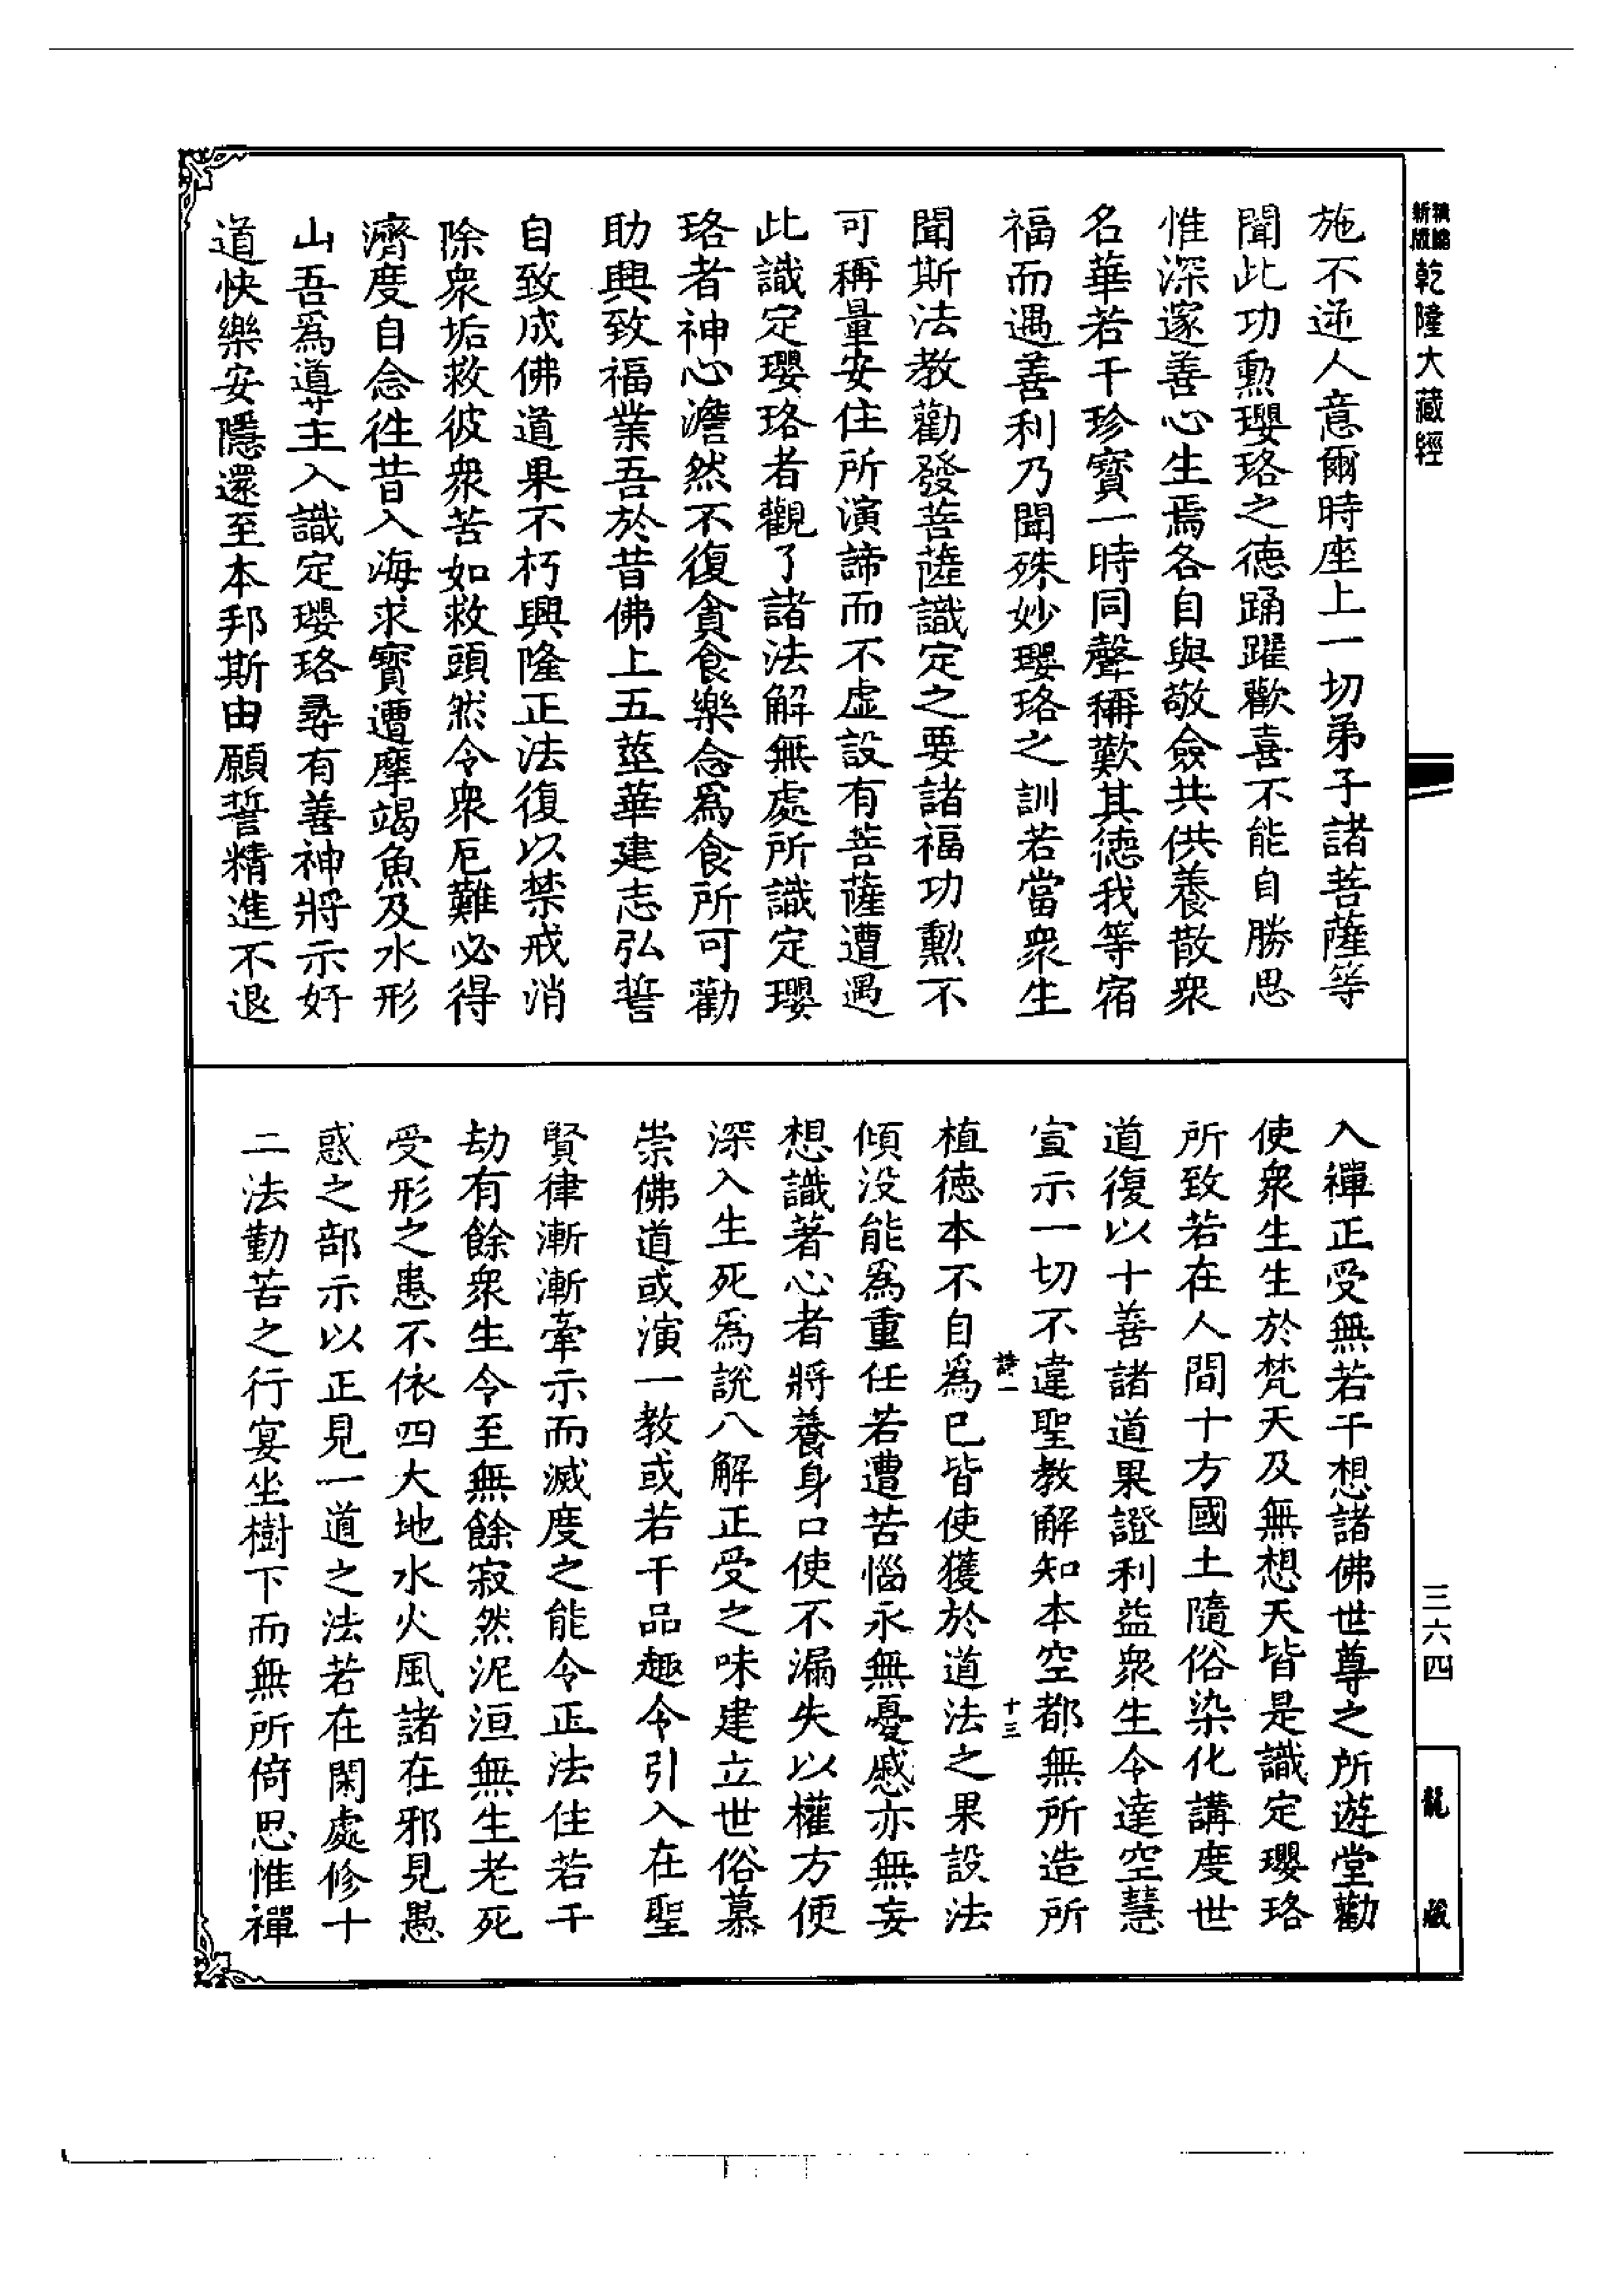 新版精編
乾隆大藏經
施不逆人意爾時座上一切弟子諸菩薩等
聞此功勲瓔珞之德踊躍歡喜不能自勝思
惟深邃善心生焉各自與敬僉共供養散衆
名華若干珍寳一時同聲稱歎其德我等宿
福而遇善利乃聞殊妙瓔珞之訓若當衆生
聞斯法教勸發菩薩識定之要諸福功勲不
可稱量安住所演諦而不虚設有菩薩遭遇
此識定瓔珞者觀了諸法解無處所識定瓔
珞者神心澹然不復貪食樂念爲食所可勸
助興致福業吾於昔佛上五莖華建志弘誓
自致成佛道果不朽興隆正法復以禁戒消
除衆垢救彼衆苦如救頭然令衆厄難必得
濟度自念往昔入海求寳遭摩竭魚及水形
山吾爲導主入識定瓔珞尋有善神將示好
道快樂安隱還至本邦斯由願誓精進不退
入禪正受無若干想諸佛世尊之所遊堂勸
使衆生生於梵天及無想天皆是識定瓔珞
所致若在人間十方國土隨俗染化講度世
道復以十善諸道果證利益衆生令達空慧
宣示一切不違聖教解知本空都無所造所
詩一
十三
植德本不自爲已皆使獲於道法之果設法
傾没能爲重任若遭苦惱永無憂慼亦無妄
想識著心者將養身口使不漏失以權方便
深入生死爲說八解正受之味建立世俗慕
崇佛道或演一教或若干品趣令引入在聖
賢律漸漸牽示而滅度之能令正法住若干
劫有餘衆生令至無餘寂然泥洹無生老死
受形之患不依四大地水火風諸在邪見愚
惑之部示以正見一道之法若在閑處修十
二法勤苦之行宴坐樹下而無所倚思惟禪
三六四
龍藏